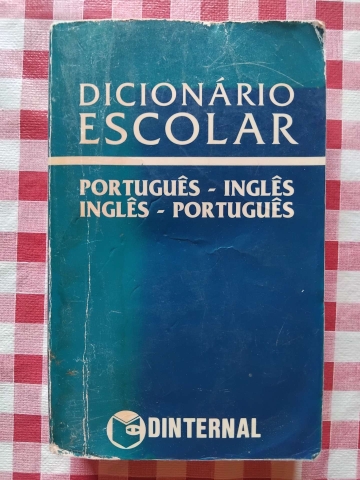 DICIONÁRIO
ESCOLAR
PORTUGUÊS - INGLÊS
INGLÊS - PORTUGUÊS
DINTERNAL